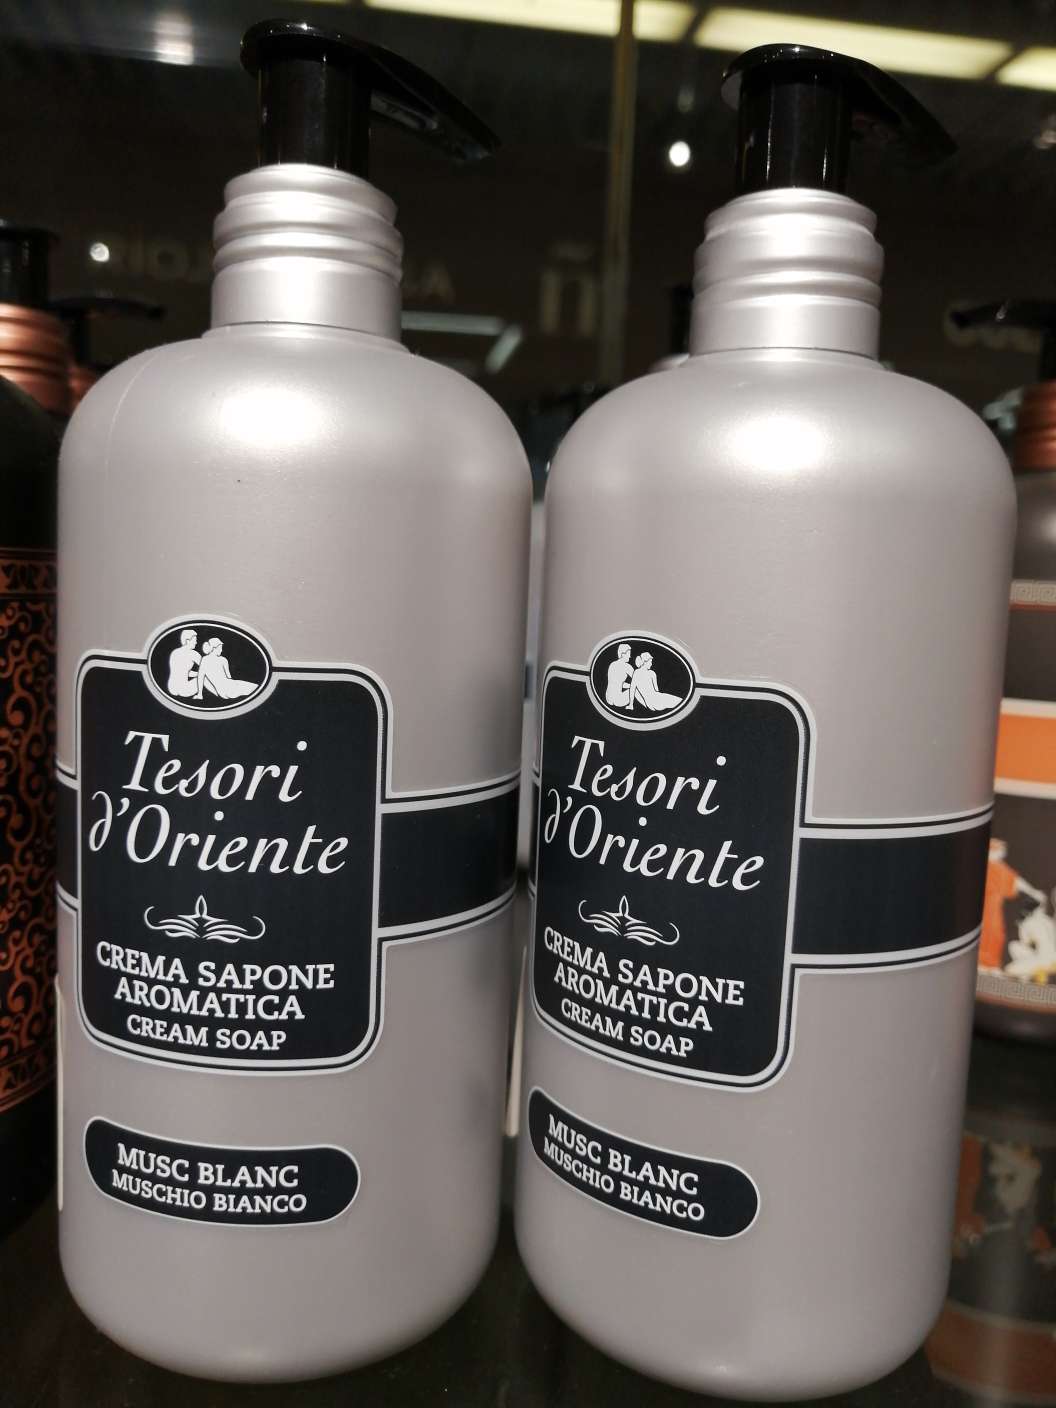 Tesori
d'Oriente
CREMA SAPONE
AROMATICA
CREAM SOAP
MUSC BLANC
MUSCHIO BIANCO
Tesori
d'Oriente
CREMA SAPONE
AROMATICA
CREAM SOAP
MUSC BLANC
MUSCHIO BIANCO